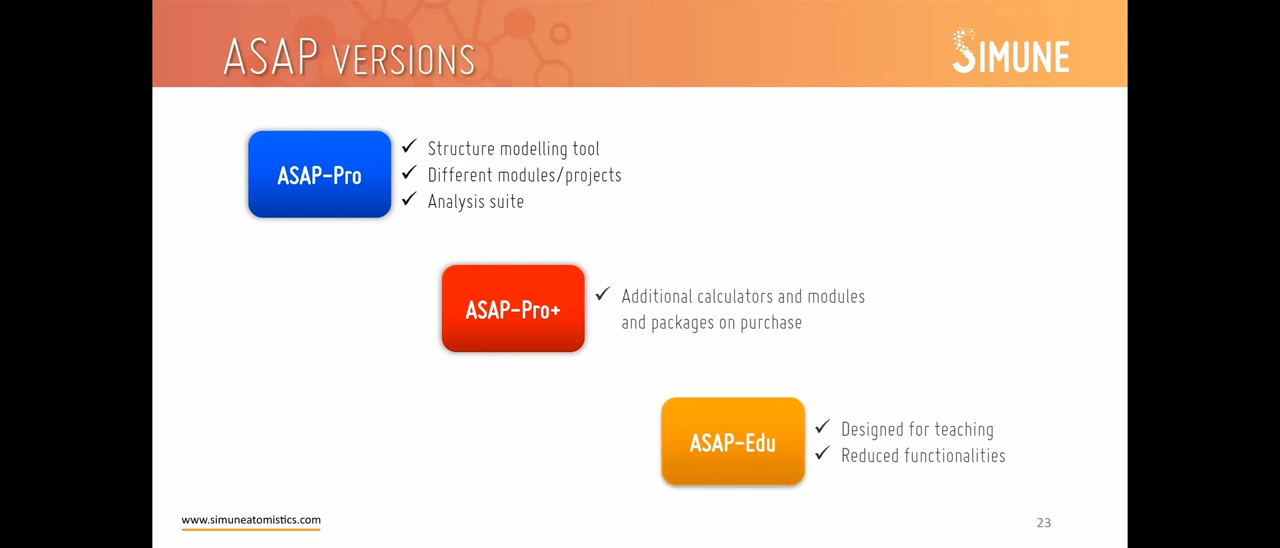 ASAP VERSIONS
SIMUNE
ASAP-Pro
✓ Structure modelling tool
✓ Different modules/projects
✓ Analysis suite
ASAP-Pro+
✓ Additional calculators and modules
and packages on purchase
ASAP-Edu
✓ Designed for teaching
✓ Reduced functionalities
www.simuneatomistics.com
23